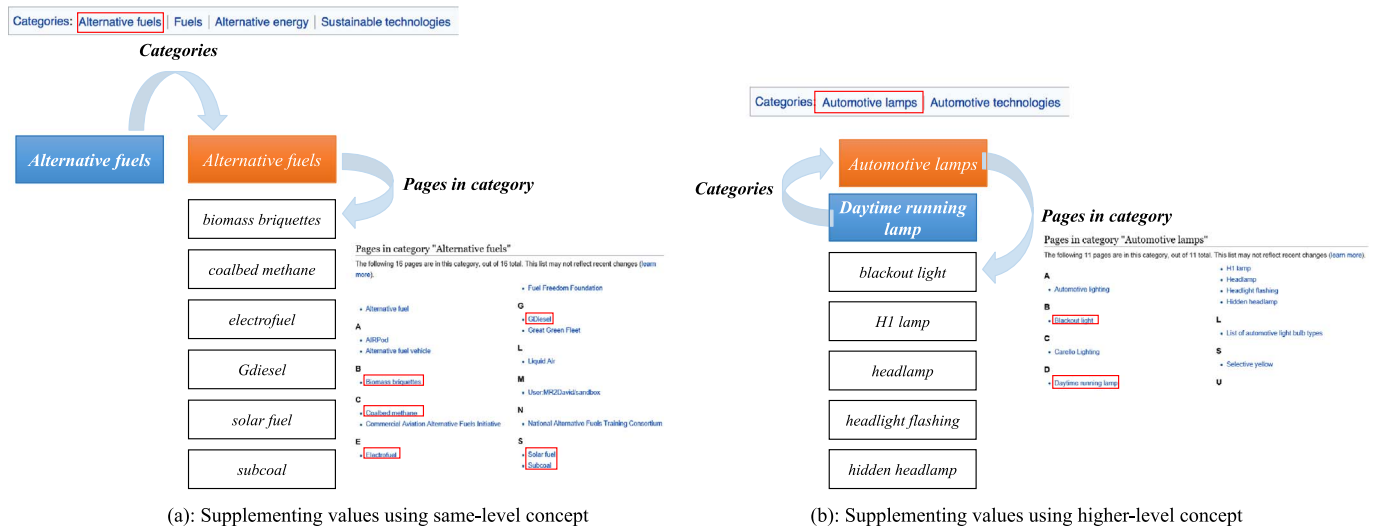 Categories: Alternative fuels | Fuels | Alternative energy | Sustainable technologies
Categories
Alternative fuels
Alternative fuels
Pages in category
biomass briquettes
coalbed methane
electrofuel
Gdiesel
solar fuel
subcoal
Pages in category "Alternative fuels"
The following 16 pages are in this category, out of 16 total. This list may not reflect recent changes (learn
more).
Alternative fuel
A
AIRPod
Alternative fuel vehicle
B
Biomass briquettes
C
Coalbed methane
Commercial Aviation Alternative Fuels Initiative
E
Electrofuel
Fuel Freedom Foundation
G
GDiesel
Great Green Fleet
L
Liquid Air
M
User:MR2David/sandbox
N
National Alternative Fuels Training Consortium
S
Solar fuel
Subcoal
(a): Supplementing values using same-level concept
Categories: Automotive lamps Automotive technologies
Automotive lamps
Categories
Daytime running
lamp
Pages in category
blackout light
H1 lamp
headlamp
headlight flashing
hidden headlamp
Pages in category "Automotive lamps"
The following 11 pages are in this category, out of 11 total. This list may not reflect recent changes (learn more).
A
Automotive lighting
B
Blackout light
C
Carello Lighting
D
Daytime running lamp
H1 lamp
Headlamp
Headlight flashing
Hidden headlamp
L
List of automotive light bulb types
S
Selective yellow
U
(b): Supplementing values using higher-level concept